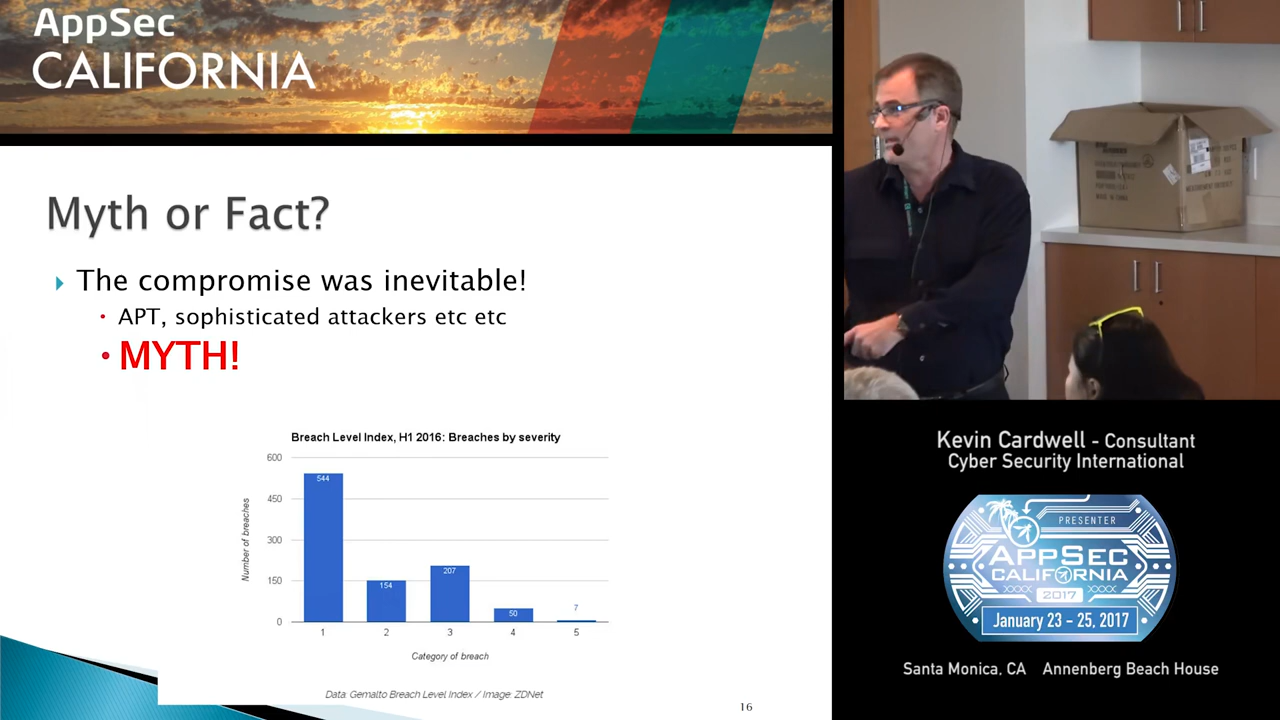 AppSec
CALIFORNIA
Myth or Fact?
The compromise was inevitable!
• APT, sophisticated attackers etc etc
• MYTH!
Breach Level Index, H1 2016: Breaches by severity
Number of breaches
600
450
300
150
0
544
154
207
50
7
1 2 3 4 5
Category of breach
Data: Gemalto Breach Level Index / Image: ZDNet
16
Kevin Cardwell - Consultant
Cyber Security International
PRESENTER
APPSEC
CALIFORNIA
2017
January 23 - 25, 2017
Santa Monica, CA Annenberg Beach House